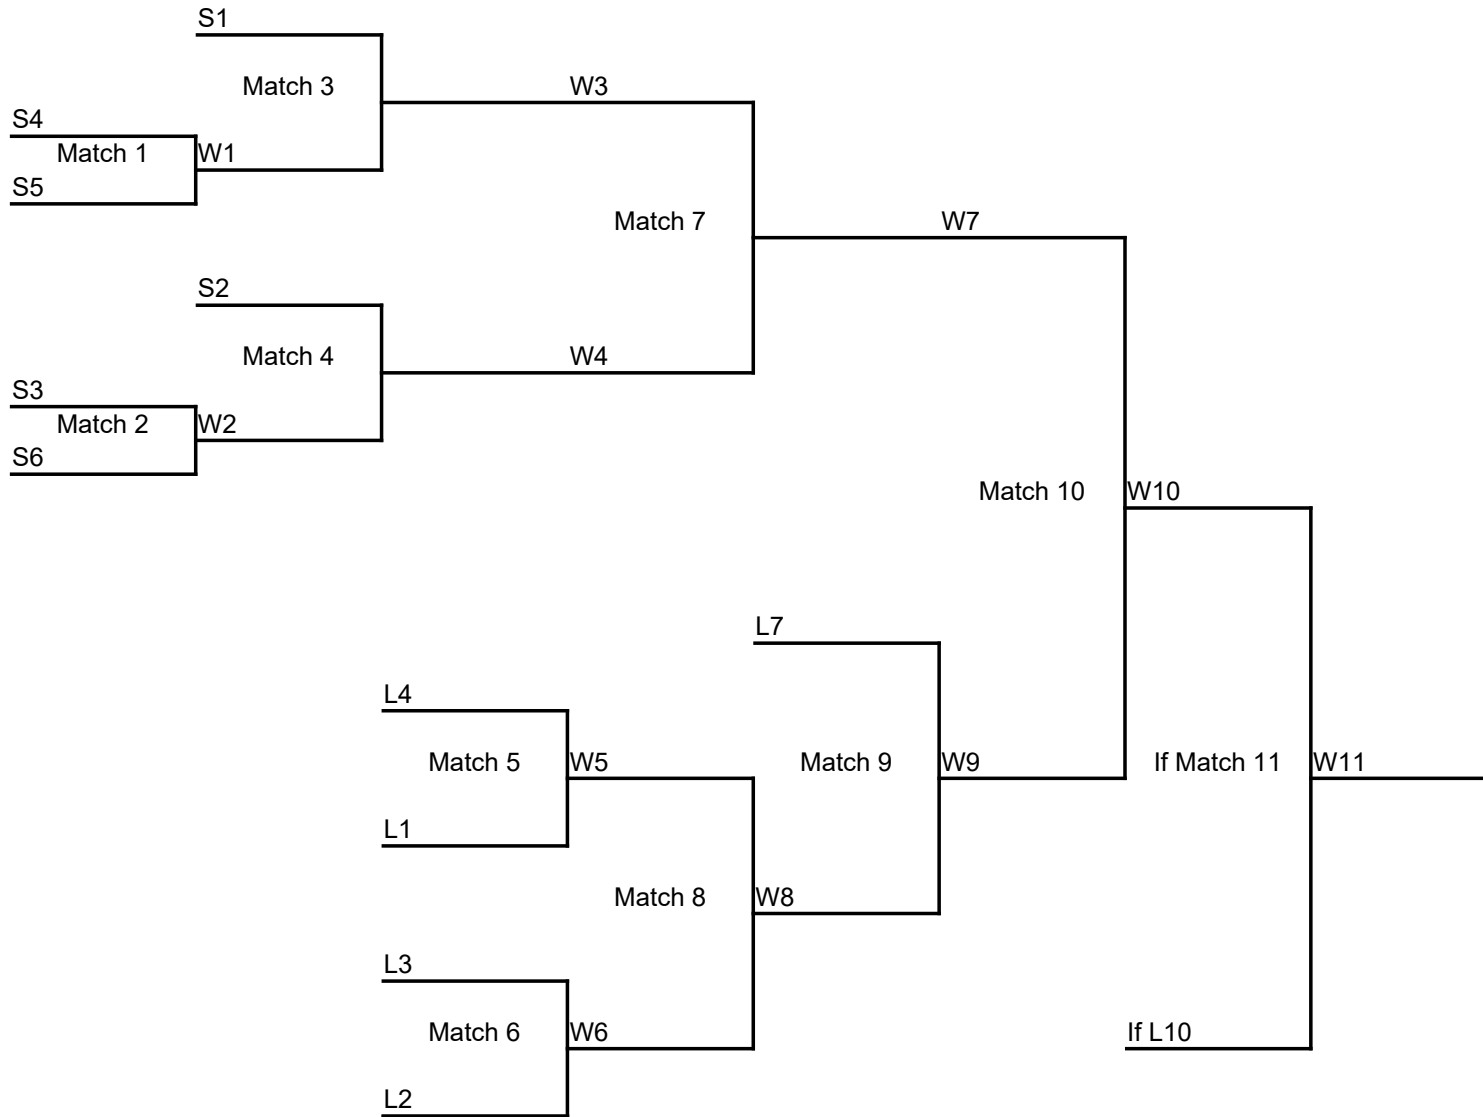 S1
Match 3
W3
S4
Match 1
W1
S5
Match 7
W7
S2
Match 4
W4
S3
Match 2
W2
S6
Match 10
W10
L7
L4
Match 5
W5
Match 9
W9
If Match 11
W11
L1
Match 8
W8
L3
Match 6
W6
If L10
L2